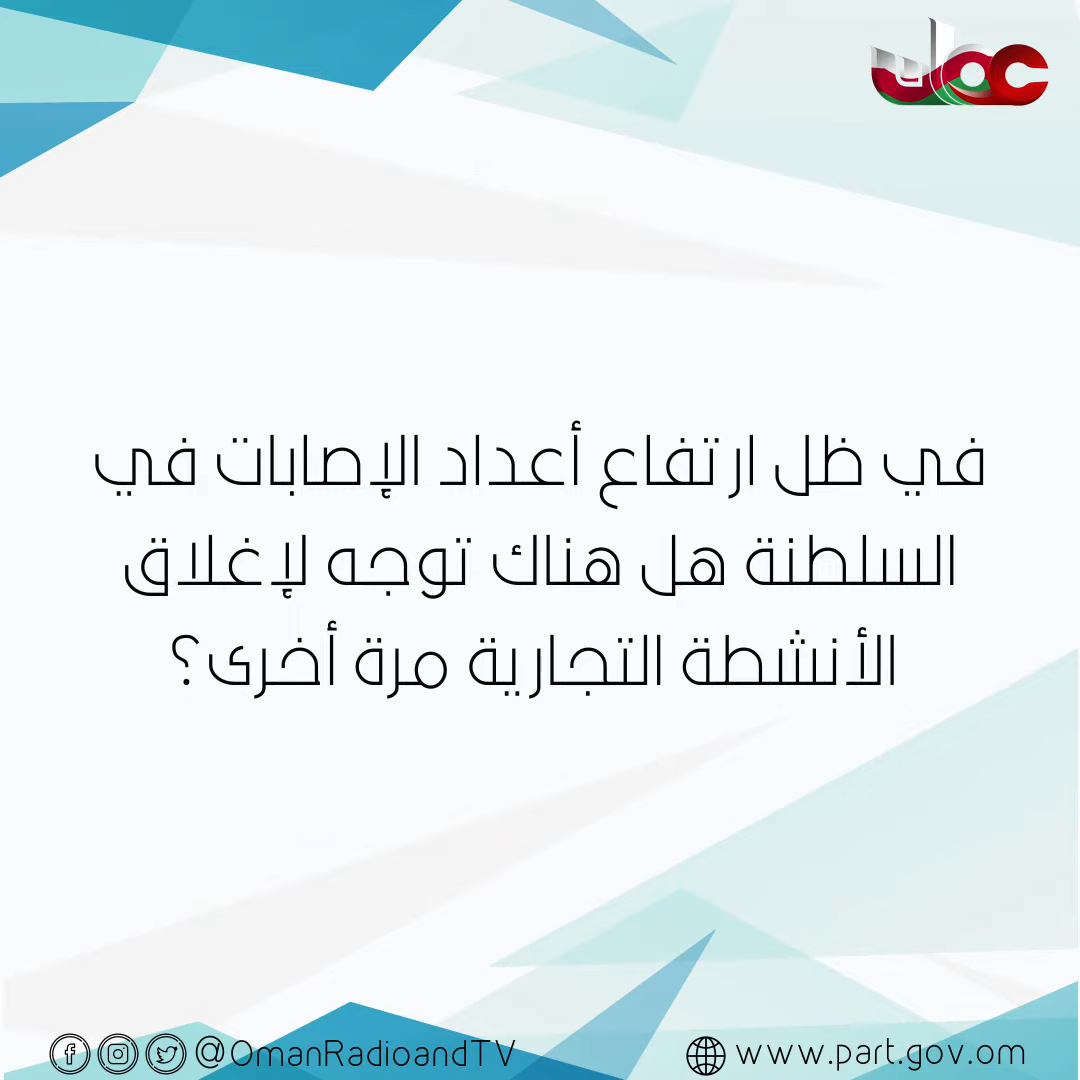 عمان
في ظل ارتفاع أعداد الإصابات في
السلطنة هل هناك توجه لإغلاق
الأنشطة التجارية مرة أخرى؟
@OmanRadioandTV
www.part.gov.om